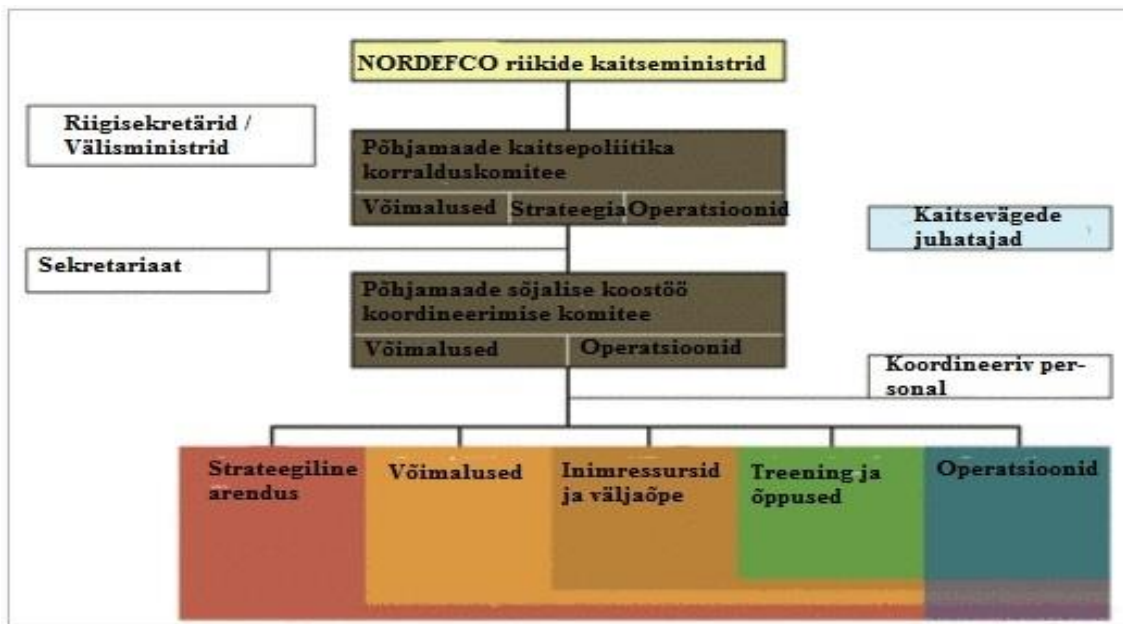 NORDEFCO riikide kaitseministrid
Riigisekretärid /
Välisministrid
Põhjamaade kaitsepoliitika
korralduskomitee
Võimalused Strateegia Operatsioonid
Kaitsevägede
juhatajad
Sekretariaat
Põhjamaade sõjalise koostöö
koordineerimise komitee
Võimalused Operatsioonid
Koordineeriv per-
sonal
Strateegiline
arendus
Võimalused
Inimressursid
ja väljaõpe
Treening ja
õppused
Operatsioonid